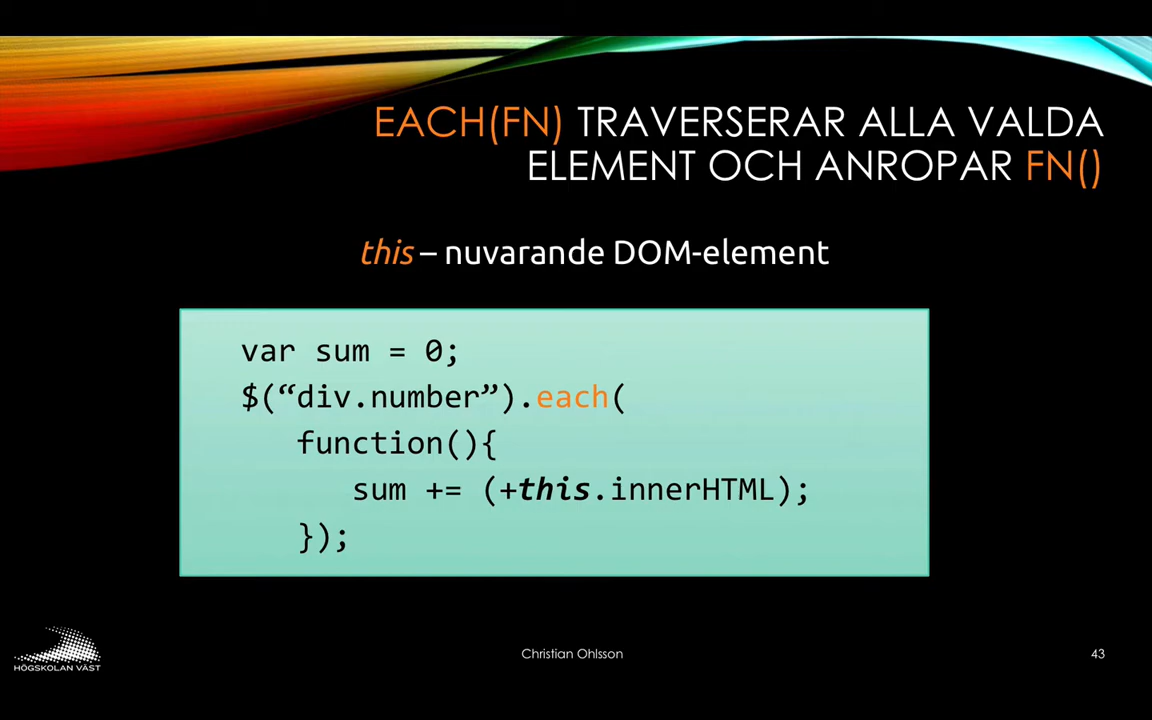 EACH(FN) TRAVERSERAR ALLA VALDA
ELEMENT OCH ANROPAR FN()
this – nuvarande DOM-element
var sum = 0;
$(“div.number”).each(
function(){
sum += (+this.innerHTML);
});
HÖGSKOLAN VÄST
Christian Ohlsson
43